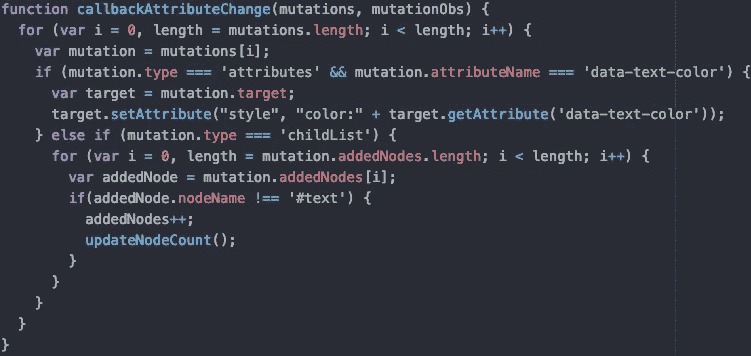 function callbackAttributeChange(mutations, mutationObs) {
  for (var i = 0, length = mutations.length; i < length; i++) {
    var mutation = mutations[i];
    if (mutation.type === 'attributes' && mutation.attributeName === 'data-text-color') {
      var target = mutation.target;
      target.setAttribute("style", "color:" + target.getAttribute('data-text-color'));
    } else if (mutation.type === 'childList') {
      for (var i = 0, length = mutation.addedNodes.length; i < length; i++) {
        var addedNode = mutation.addedNodes[i];
        if(addedNode.nodeName !== '#text') {
          addedNodes++;
          updateNodeCount();
        }
      }
    }
  }
}